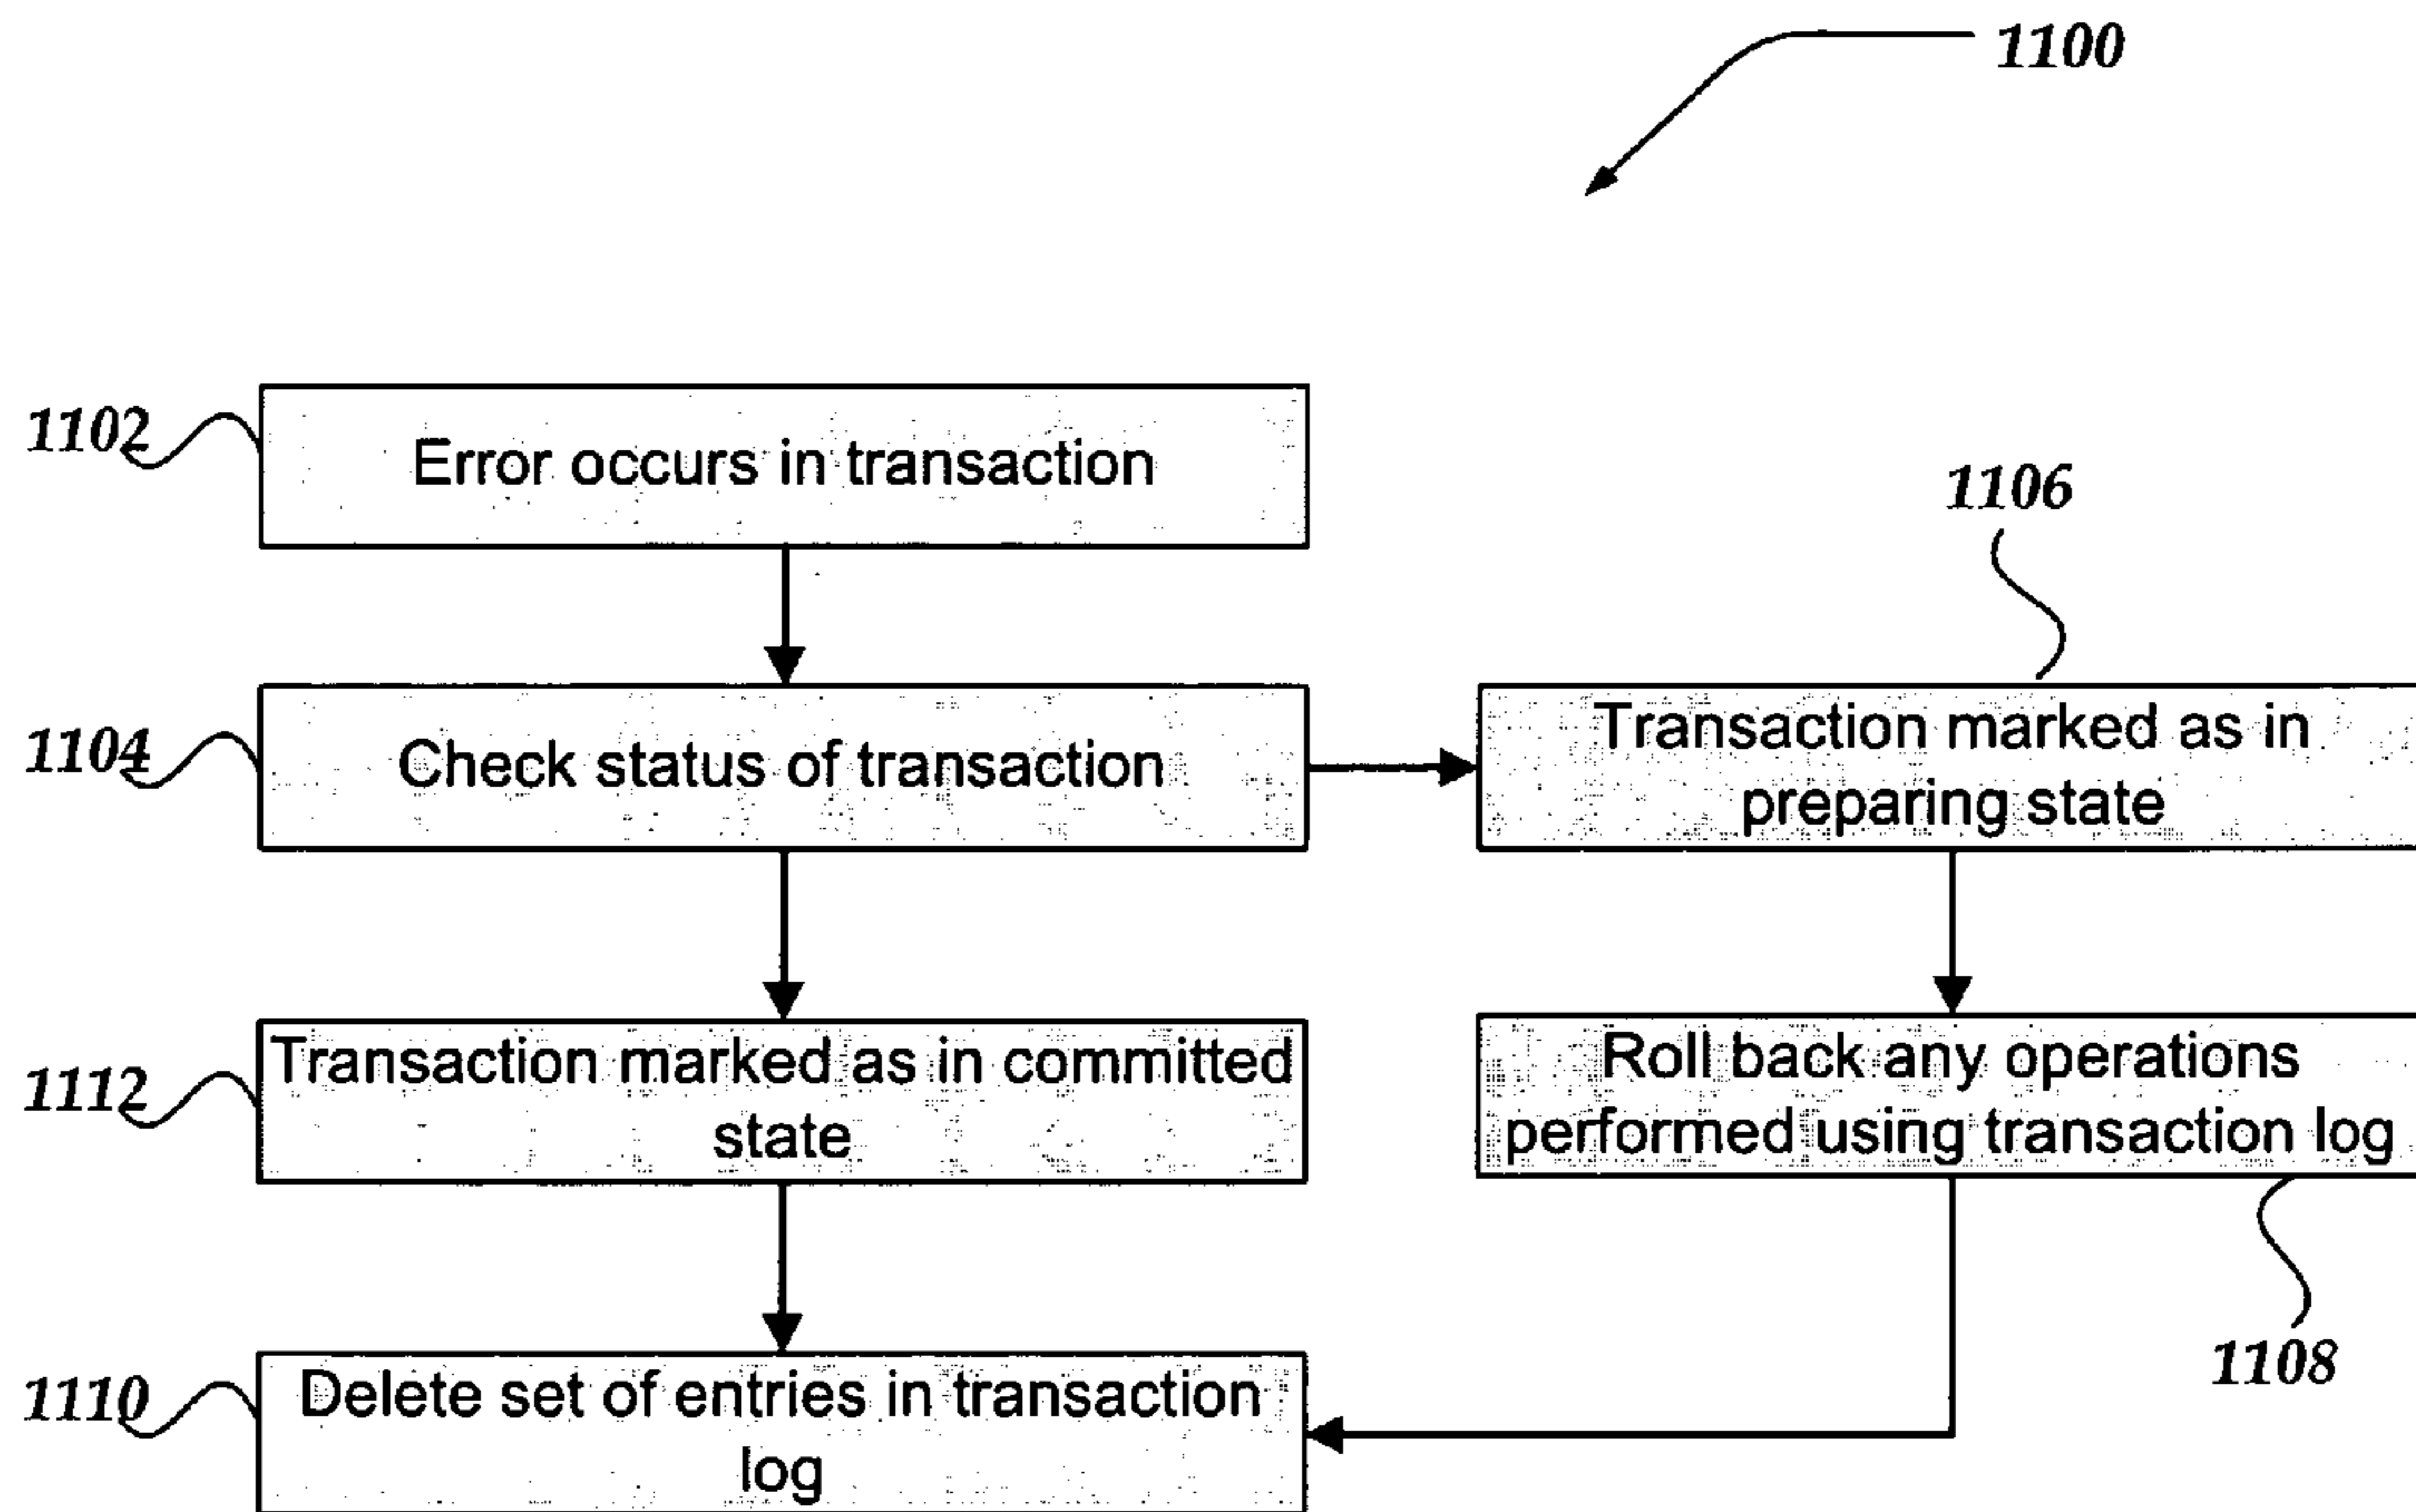 1100
1102
Error occurs in transaction
1106
1104
Check status of transaction
Transaction marked as in
preparing state
1112
Transaction marked as in committed
state
Roll back any operations
performed using transaction log
1108
1110
Delete set of entries in transaction
log